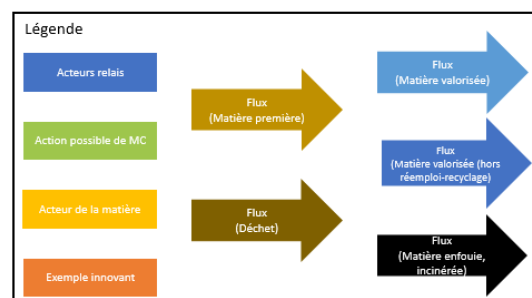 Légende
Acteurs relais
Action possible de MC
Acteur de la matière
Exemple innovant
Flux
(Matière première)
Flux
(Déchet)
Flux
(Matière valorisée)
Flux
(Matière valorisée (hors
réemploi-recyclage)
Flux
(Matière enfouie,
incinérée)